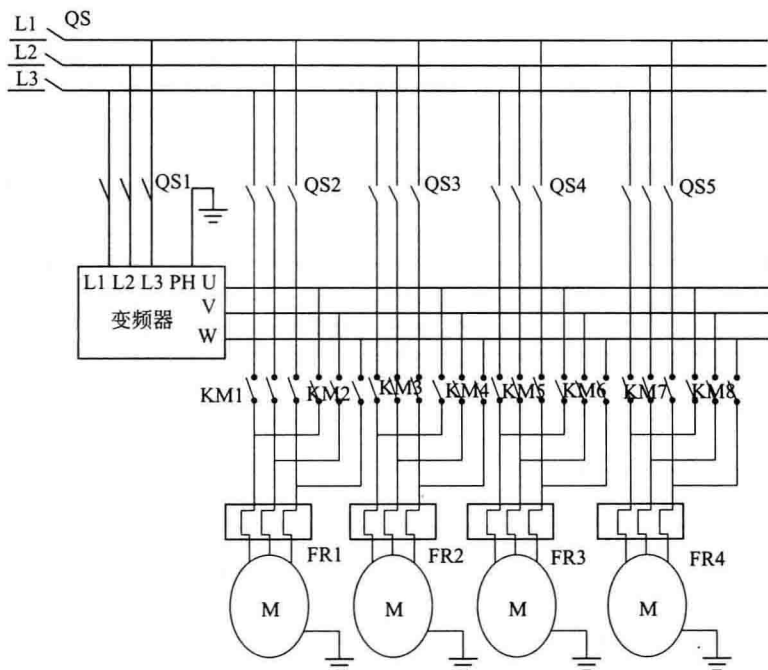 L1 QS
L2
L3
QS1 QS2 QS3 QS4 QS5
L1 L2 L3 PH U
V
变频器
W
KM1 KM2 KM3 KM4 KM5 KM6 KM7 KM8
FR1 FR2 FR3 FR4
M M M M